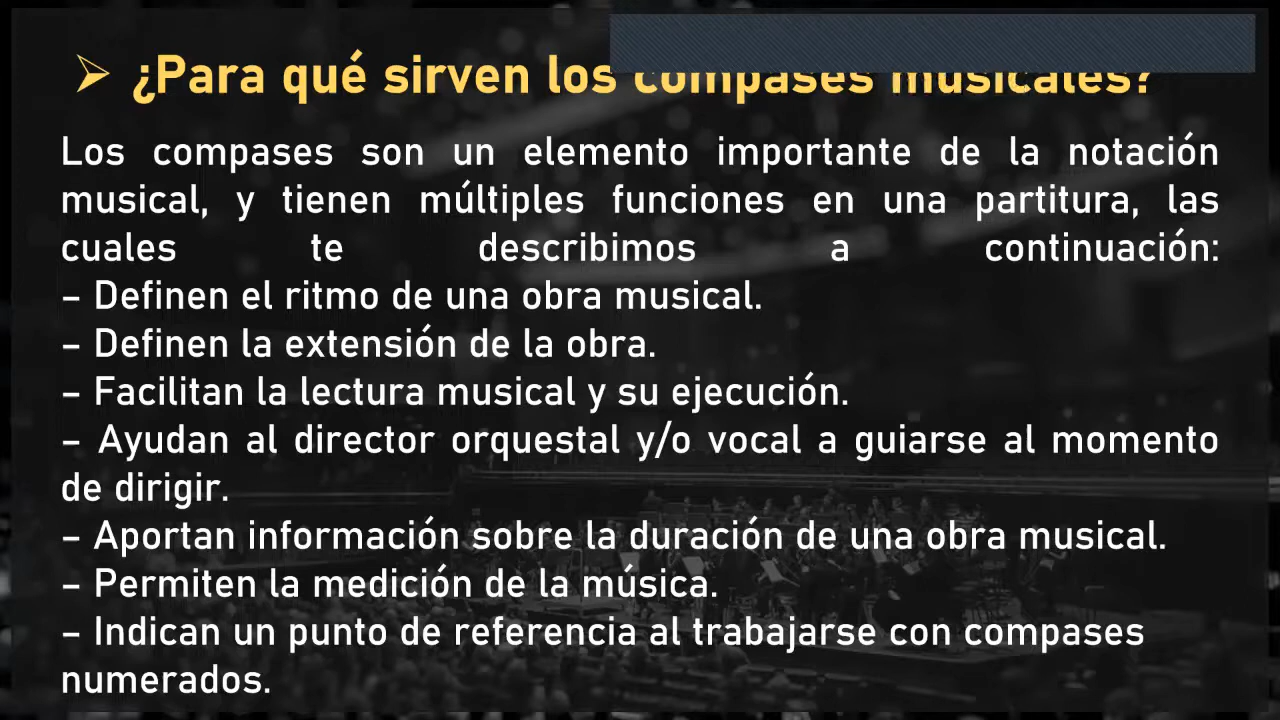 ➢ ¿Para qué sirven los compases musicales?
Los compases son un elemento importante de la notación
musical, y tienen múltiples funciones en una partitura, las
cuales te describimos a continuación:
– Definen el ritmo de una obra musical.
– Definen la extensión de la obra.
– Facilitan la lectura musical y su ejecución.
– Ayudan al director orquestal y/o vocal a guiarse al momento
de dirigir.
– Aportan información sobre la duración de una obra musical.
– Permiten la medición de la música.
– Indican un punto de referencia al trabajarse con compases
numerados.